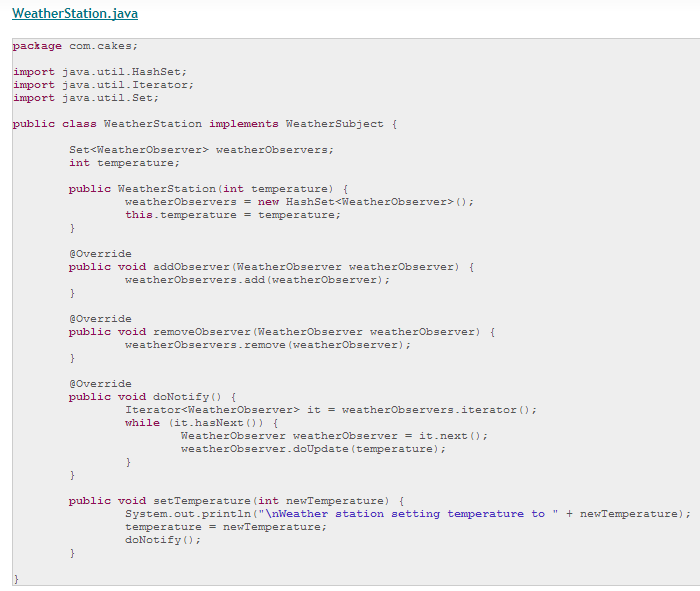 WeatherStation.java
package com.cakes;
import java.util.HashSet;
import java.util.Iterator;
import java.util.Set;
public class WeatherStation implements WeatherSubject {
Set<WeatherObserver> weatherObservers;
int temperature;
public WeatherStation(int temperature) {
weatherObservers = new HashSet<WeatherObserver>();
this.temperature = temperature;
}
@Override
public void addObserver(WeatherObserver weatherObserver) {
weatherObservers.add(weatherObserver);
}
@Override
public void removeObserver(WeatherObserver weatherObserver) {
weatherObservers.remove(weatherObserver);
}
@Override
public void doNotify() {
Iterator<WeatherObserver> it = weatherObservers.iterator();
while (it.hasNext()) {
WeatherObserver weatherObserver = it.next();
weatherObserver.doUpdate(temperature);
}
}
public void setTemperature(int newTemperature) {
System.out.println("\nWeather station setting temperature to " + newTemperature);
temperature = newTemperature;
doNotify();
}
}